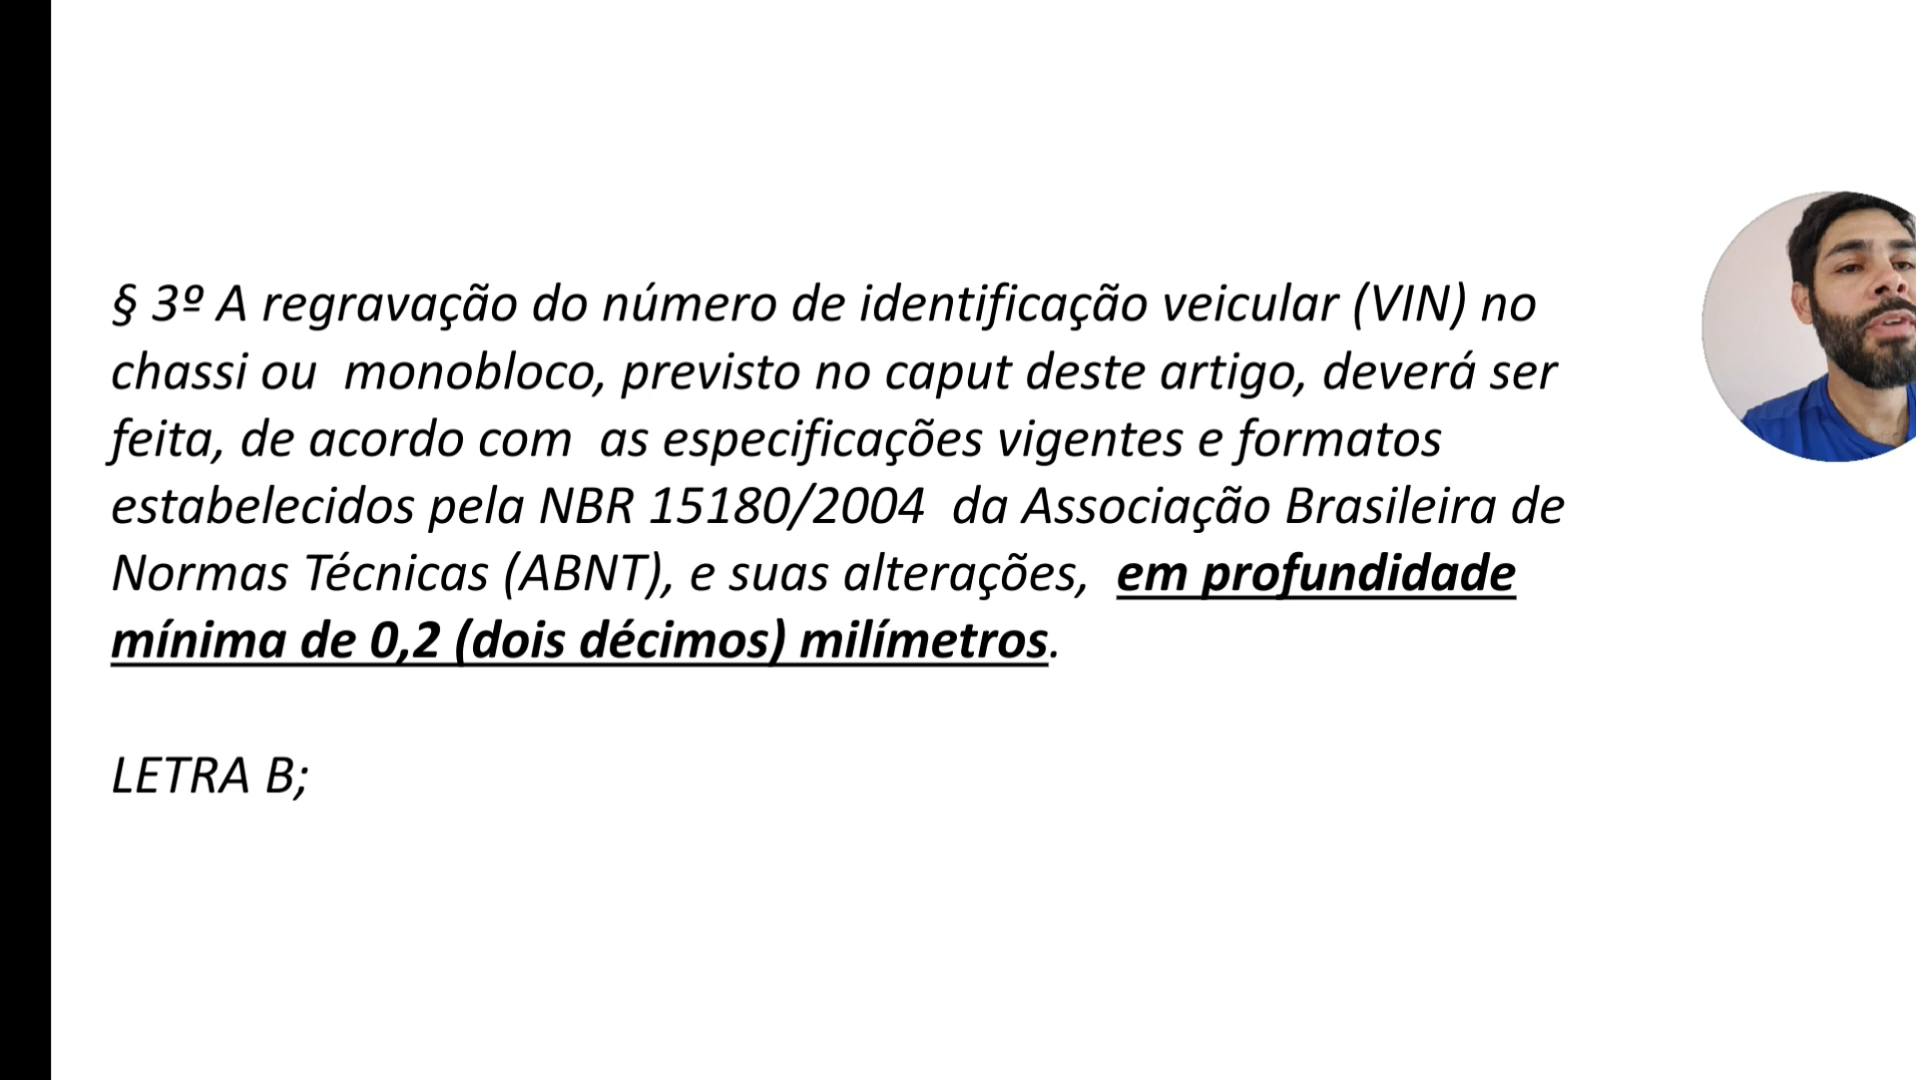 § 3º A regravação do número de identificação veicular (VIN) no
chassi ou monobloco, previsto no caput deste artigo, deverá ser
feita, de acordo com as especificações vigentes e formatos
estabelecidos pela NBR 15180/2004 da Associação Brasileira de
Normas Técnicas (ABNT), e suas alterações, em profundidade
mínima de 0,2 (dois décimos) milímetros.
LETRA B;